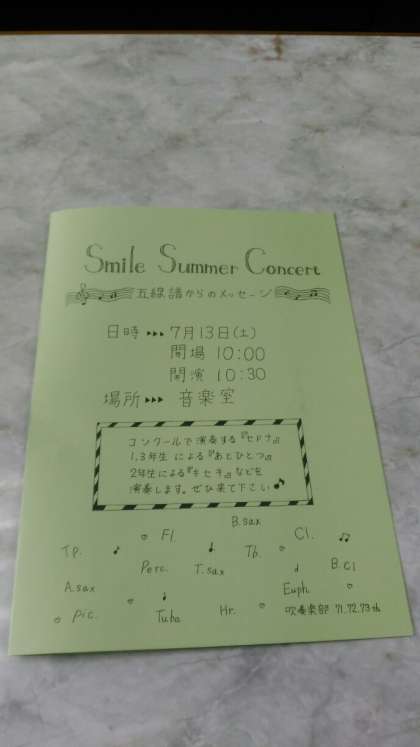 Smile Summer Concert
五線譜からのメッセージ
日時 ▸▸▸ 7月13日(土)
開場 10:00
開演 10:30
場所 ▸▸▸ 音楽室
コンクールで演奏する『セドナ』
1,3年生による『あとひとつ』
2年生による『キセキ』などを
演奏します。ぜひ来て下さい♪
B.sax
Fl. Cl.
Tp. Tb.
Perc. T.sax B.Cl
A.sax Euph
Pic. Tuba Hr. 吹奏楽部 71.72.73th